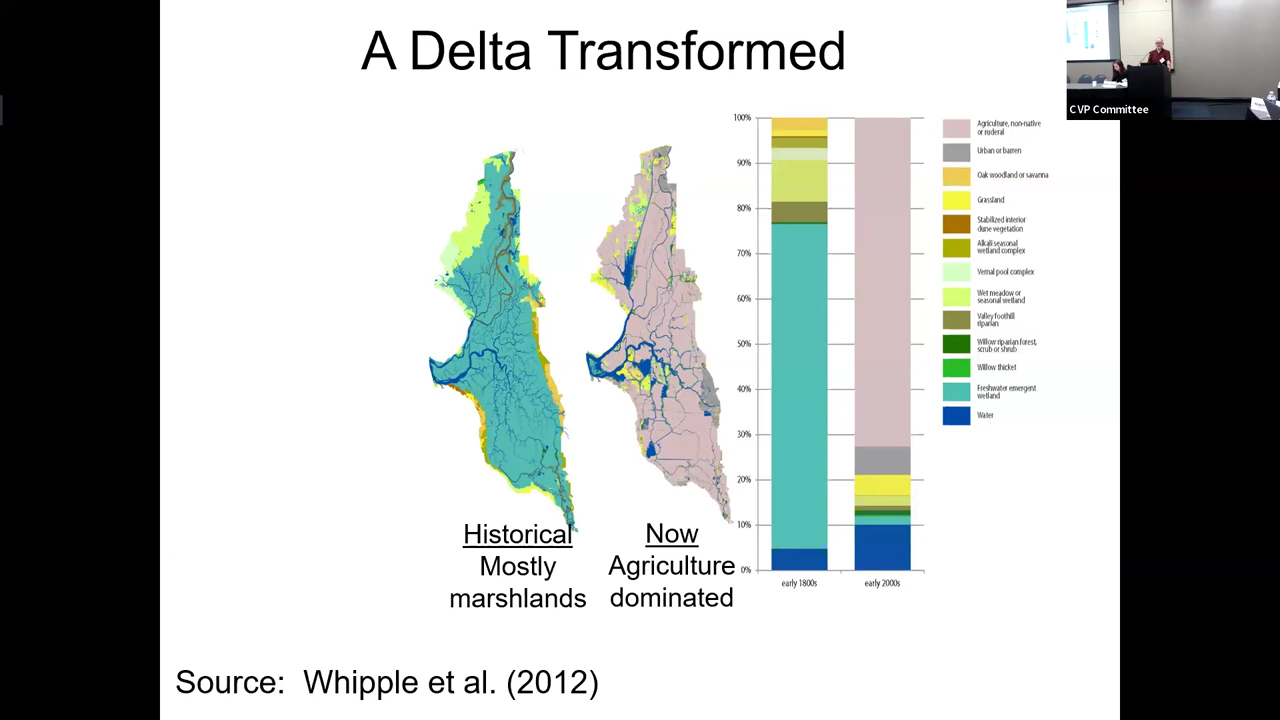 A Delta Transformed
CVP Committee
100%
90%
80%
70%
60%
50%
40%
30%
20%
10%
0%
early 1800s
early 2000s
Agriculture, non-native
or ruderal
Urban or barren
Oak woodland or savanna
Grassland
Stabilized interior
dune vegetation
Alkali seasonal
wetland complex
Vernal pool complex
Wet meadow or
seasonal wetland
Valley foothill
riparian
Willow riparian forest,
scrub or shrub
Willow thicket
Freshwater emergent
wetland
Water
Historical
Mostly
marshlands
Now
Agriculture
dominated
Source: Whipple et al. (2012)